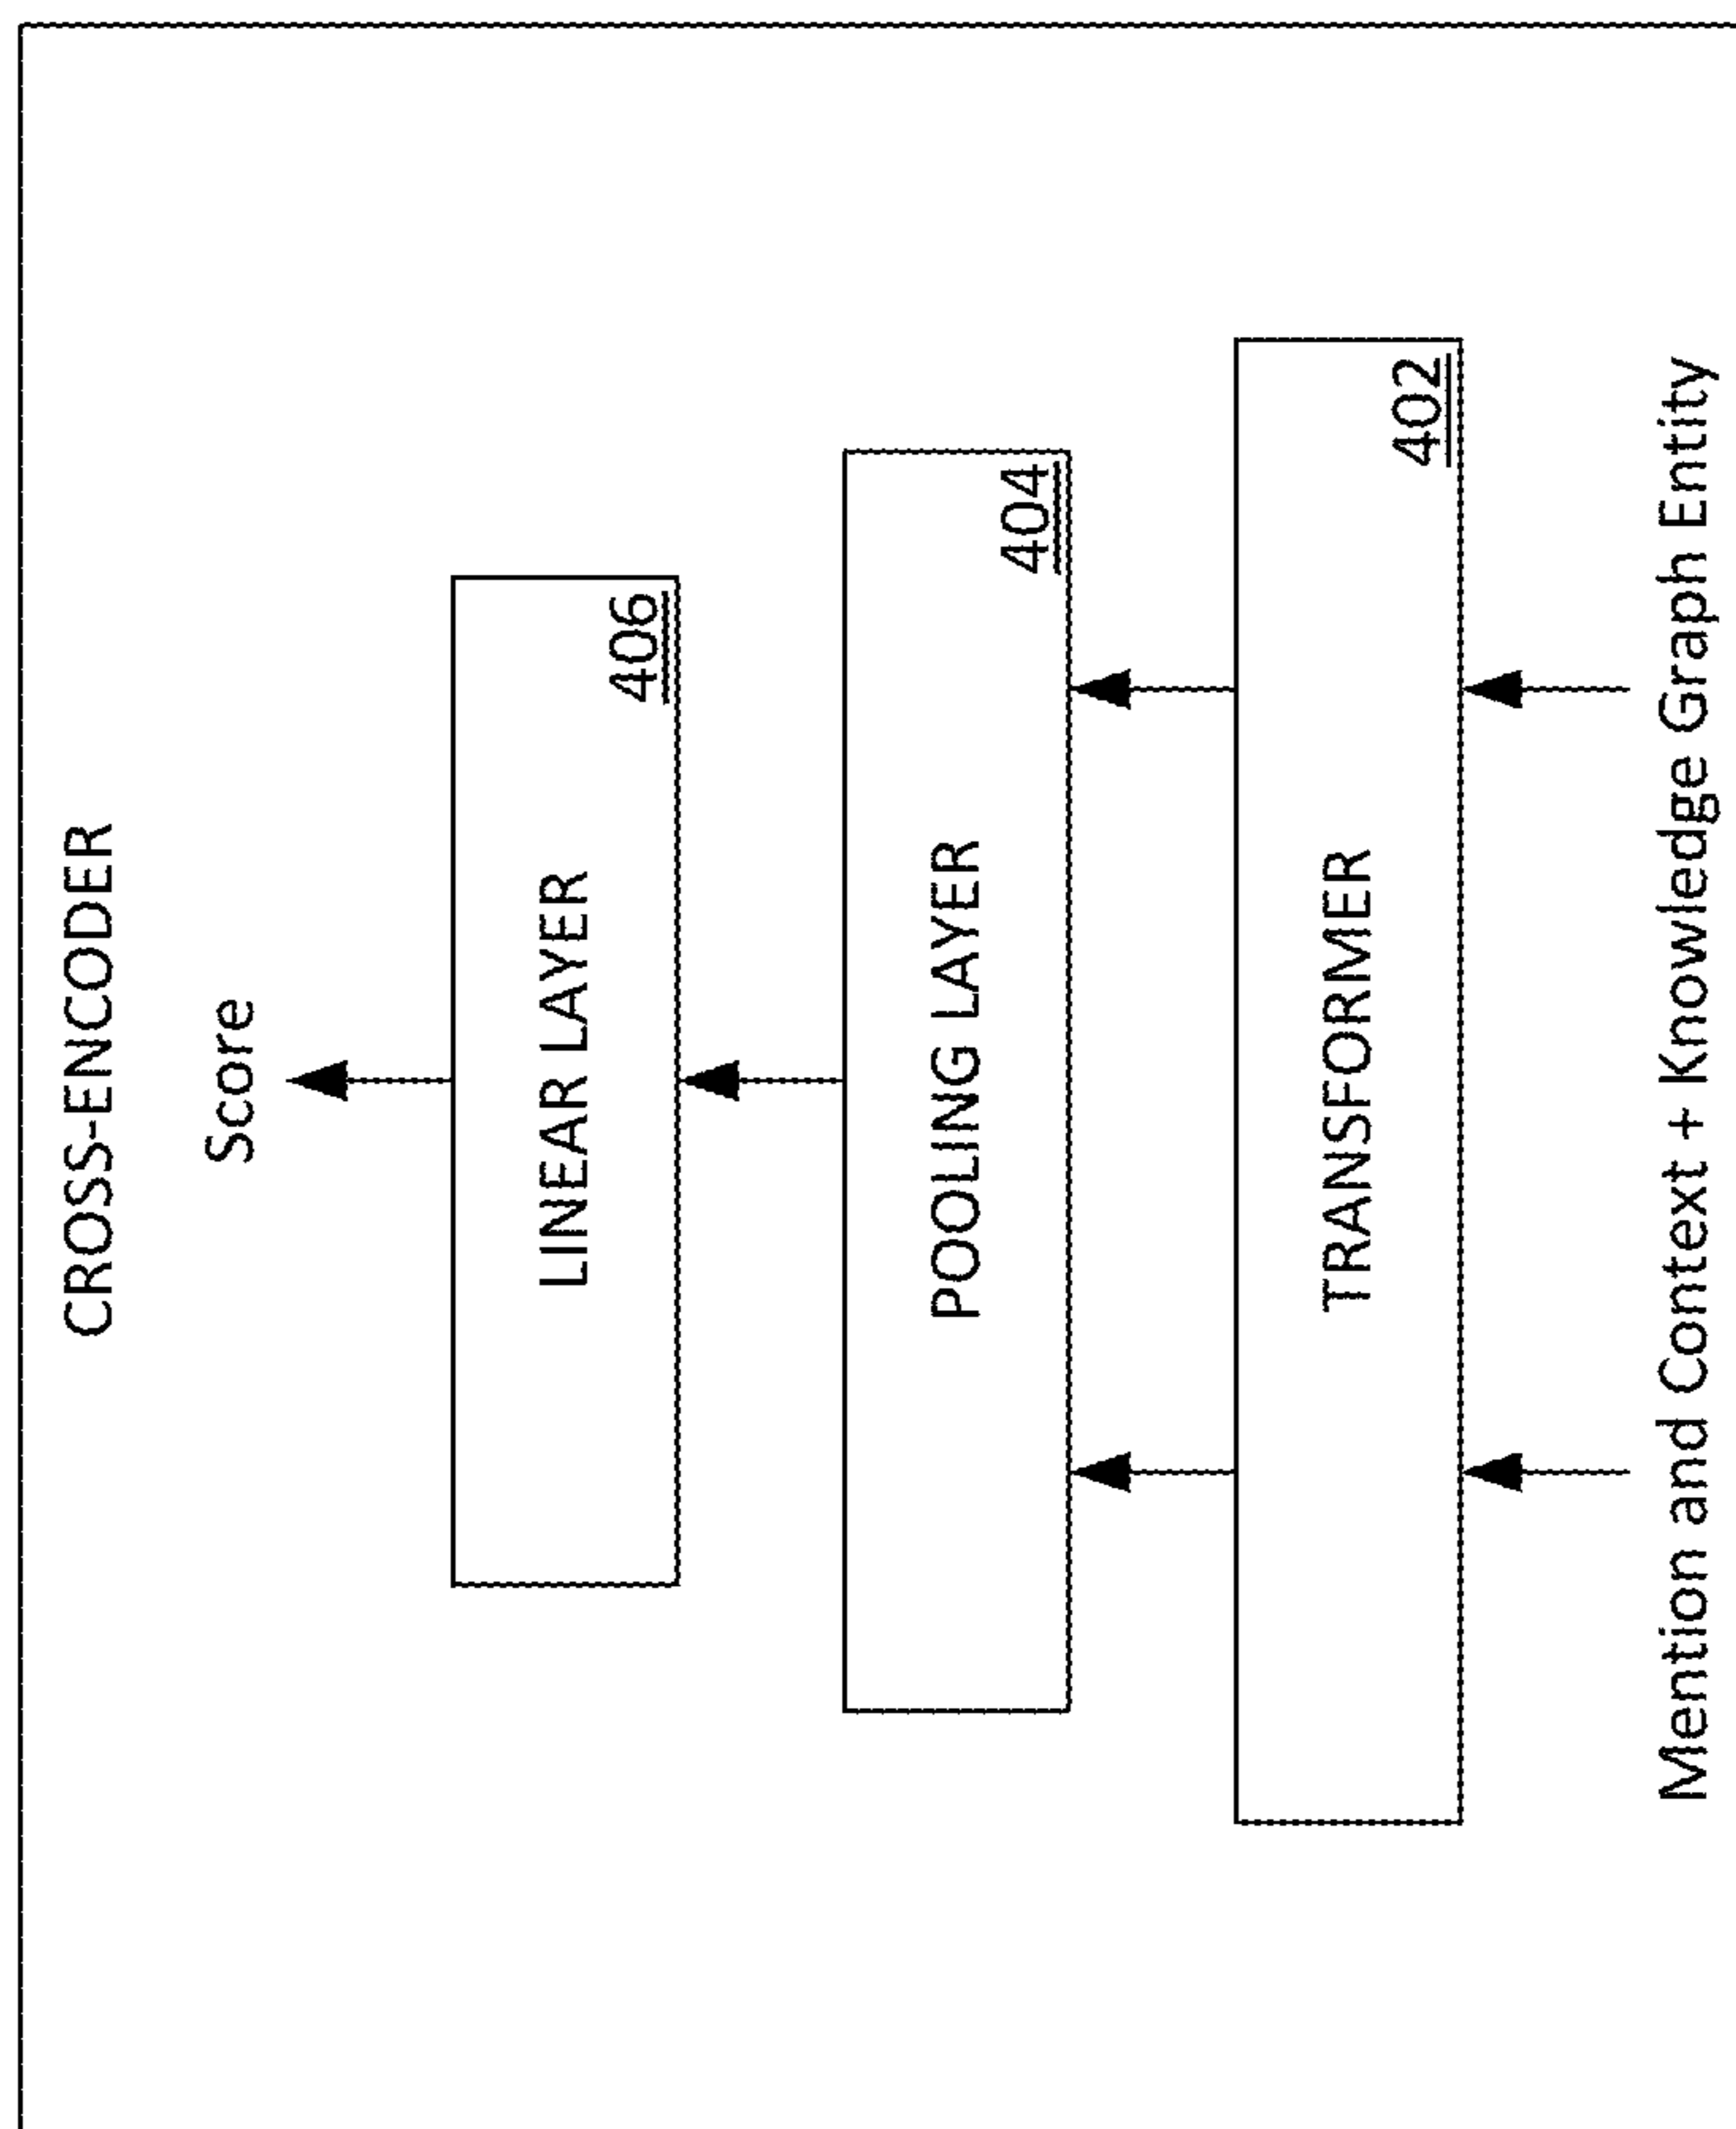 CROSS-ENCODER
Score
LINEAR LAYER
406
POOLING LAYER
404
TRANSFORMER
402
Mention and Context + Knowledge Graph Entity